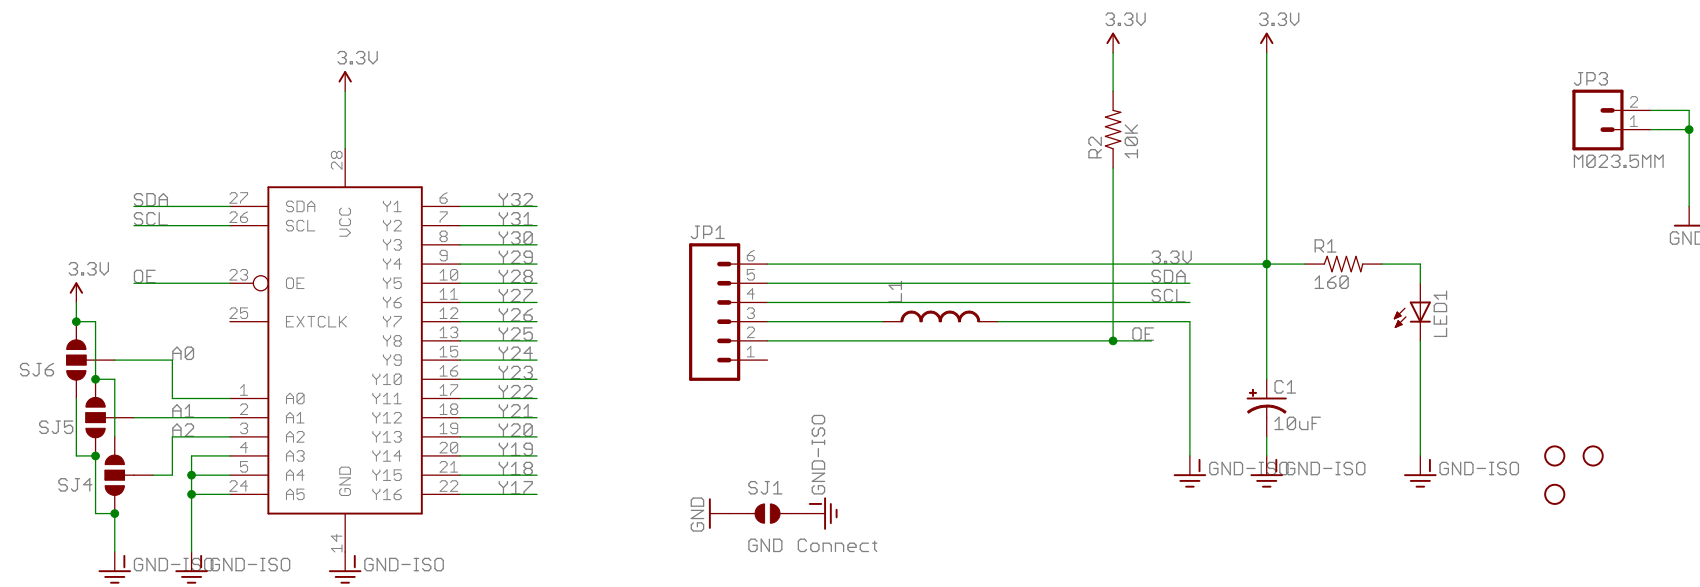 3.3V
28
SDA 27 SDA VCC Y1 6 Y32
SCL 26 SCL Y2 7 Y31
Y3 8 Y30
Y4 9 Y29
OE 23 OE Y5 10 Y28
Y6 11 Y27
25 EXTCLK Y7 12 Y26
Y8 13 Y25
Y9 15 Y24
Y10 16 Y23
1 A0 Y11 17 Y22
2 A1 Y12 18 Y21
3 A2 Y13 19 Y20
4 A3 Y14 20 Y19
5 A4 Y15 21 Y18
24 A5 GND Y16 22 Y17
14
3.3V
SJ6
A0
SJ5
A1
A2
SJ4
GND-ISO
GND-ISO
GND-ISO
3.3V
3.3V
R2
10K
JP1
6 3.3V
5 SDA
4 SCL
3
L1
2 OE
1
R1
160
LED1
C1
10uF
GND-ISO
GND-ISO
GND-ISO
GND
SJ1
GND-ISO
GND Connect
JP3
2
1
M023.5MM
GND